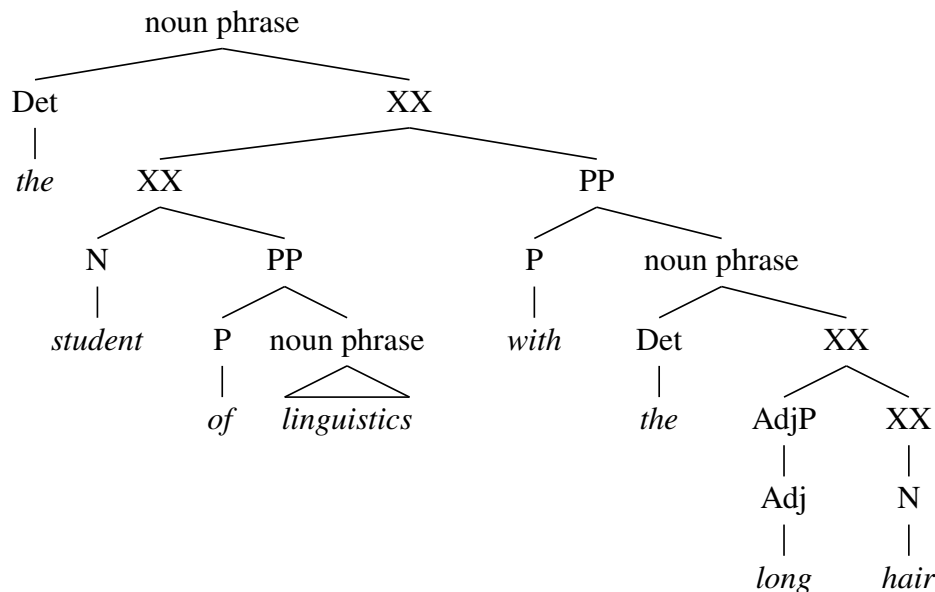 noun phrase
Det XX
the XX PP
N PP P noun phrase
student P noun phrase with Det XX
of linguistics the AdjP XX
Adj N
long hair